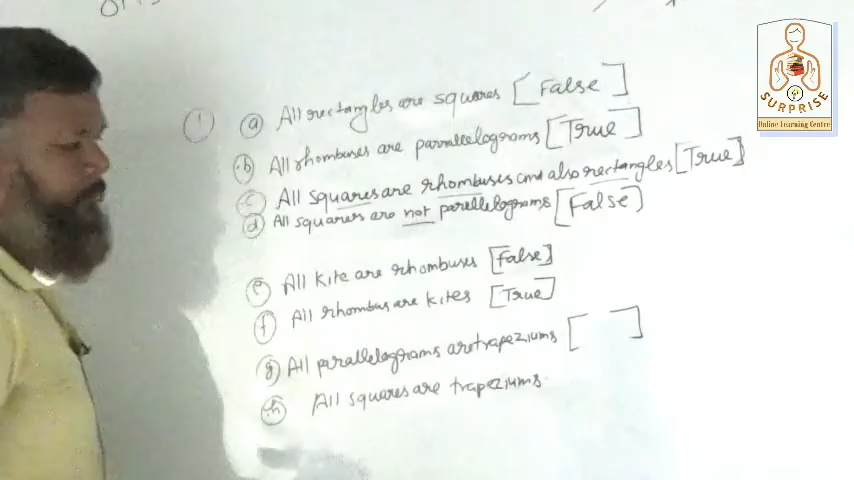 ① ⓐ All rectangles are squares [False]
ⓑ All rhombuses are parallelograms [True]
ⓒ All squares are rhombuses and also rectangles [True]
ⓓ All squares are not parellelograms [False]
ⓔ All kite are rhombuses [False]
ⓕ All rhombus are kites [True]
ⓖ All parallelograms are trapeziums [ ]
ⓗ All squares are trapeziums.
SURPRISE
Online Learning Centre